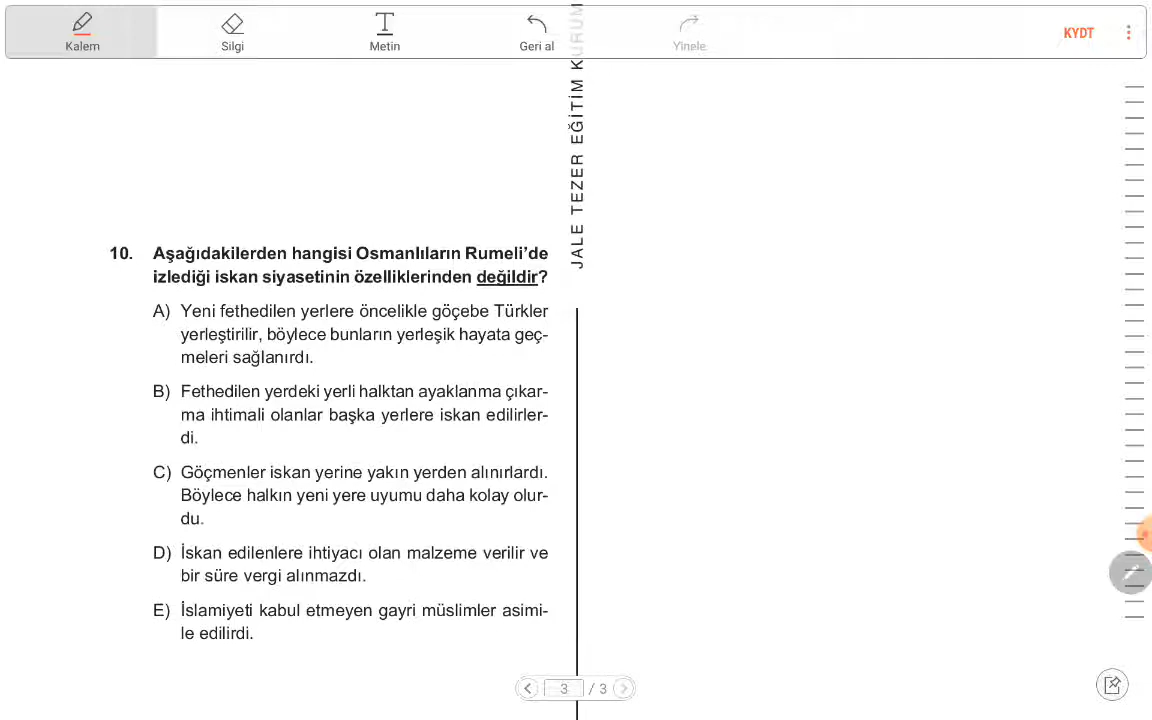 Kalem
Silgi
Metin
Geri al
Yinele
KYDT
JALE TEZER EĞİTİM KURUM
10. Aşağıdakilerden hangisi Osmanlıların Rumeli’de
izlediği iskan siyasetinin özelliklerinden değildir?
A) Yeni fethedilen yerlere öncelikle göçebe Türkler
yerleştirilir, böylece bunların yerleşik hayata geç-
meleri sağlanırdı.
B) Fethedilen yerdeki yerli halktan ayaklanma çıkar-
ma ihtimali olanlar başka yerlere iskan edilirler-
di.
C) Göçmenler iskan yerine yakın yerden alınırlardı.
Böylece halkın yeni yere uyumu daha kolay olur-
du.
D) İskan edilenlere ihtiyacı olan malzeme verilir ve
bir süre vergi alınmazdı.
E) İslamiyeti kabul etmeyen gayri müslimler asimi-
le edilirdi.
3 / 3